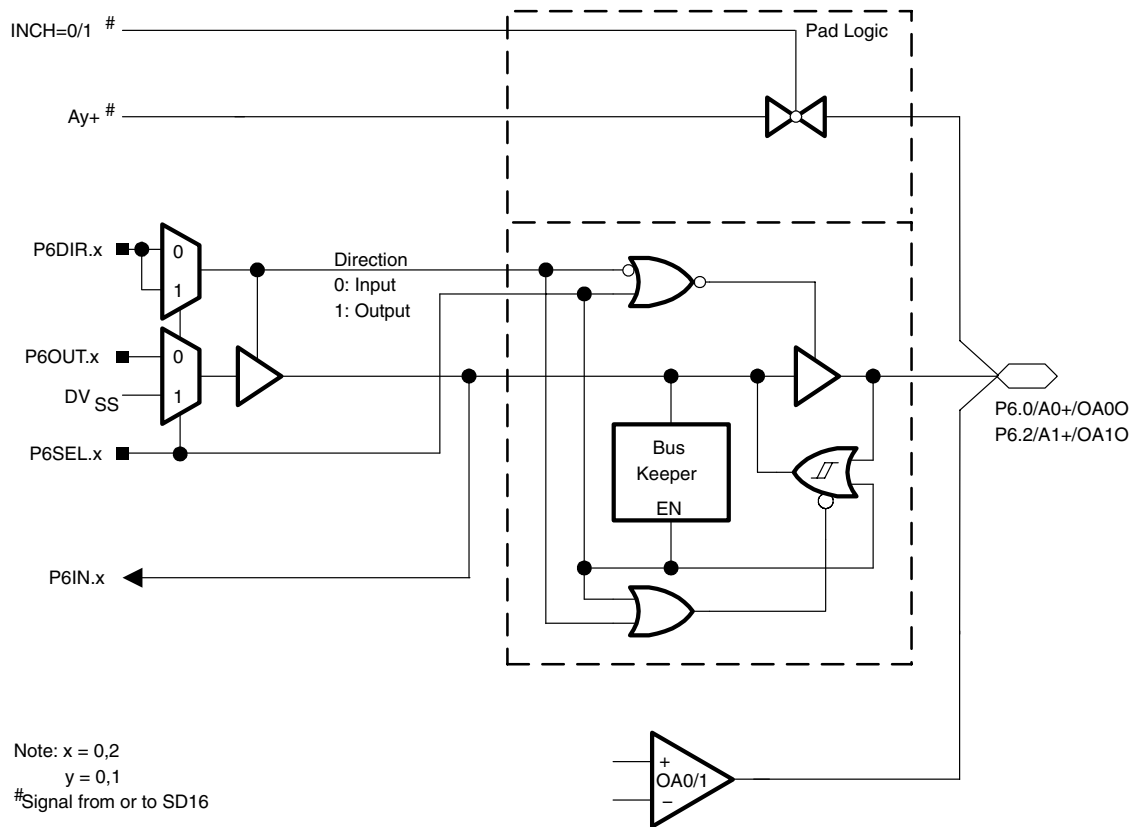 INCH=0/1 #
Pad Logic
Ay+ #
P6DIR.x
0
1
Direction
0: Input
1: Output
P6OUT.x
0
DVSS
1
P6SEL.x
Bus
Keeper
EN
P6.0/A0+/OA0O
P6.2/A1+/OA1O
P6IN.x
Note: x = 0,2
y = 0,1
#Signal from or to SD16
+
OA0/1
−